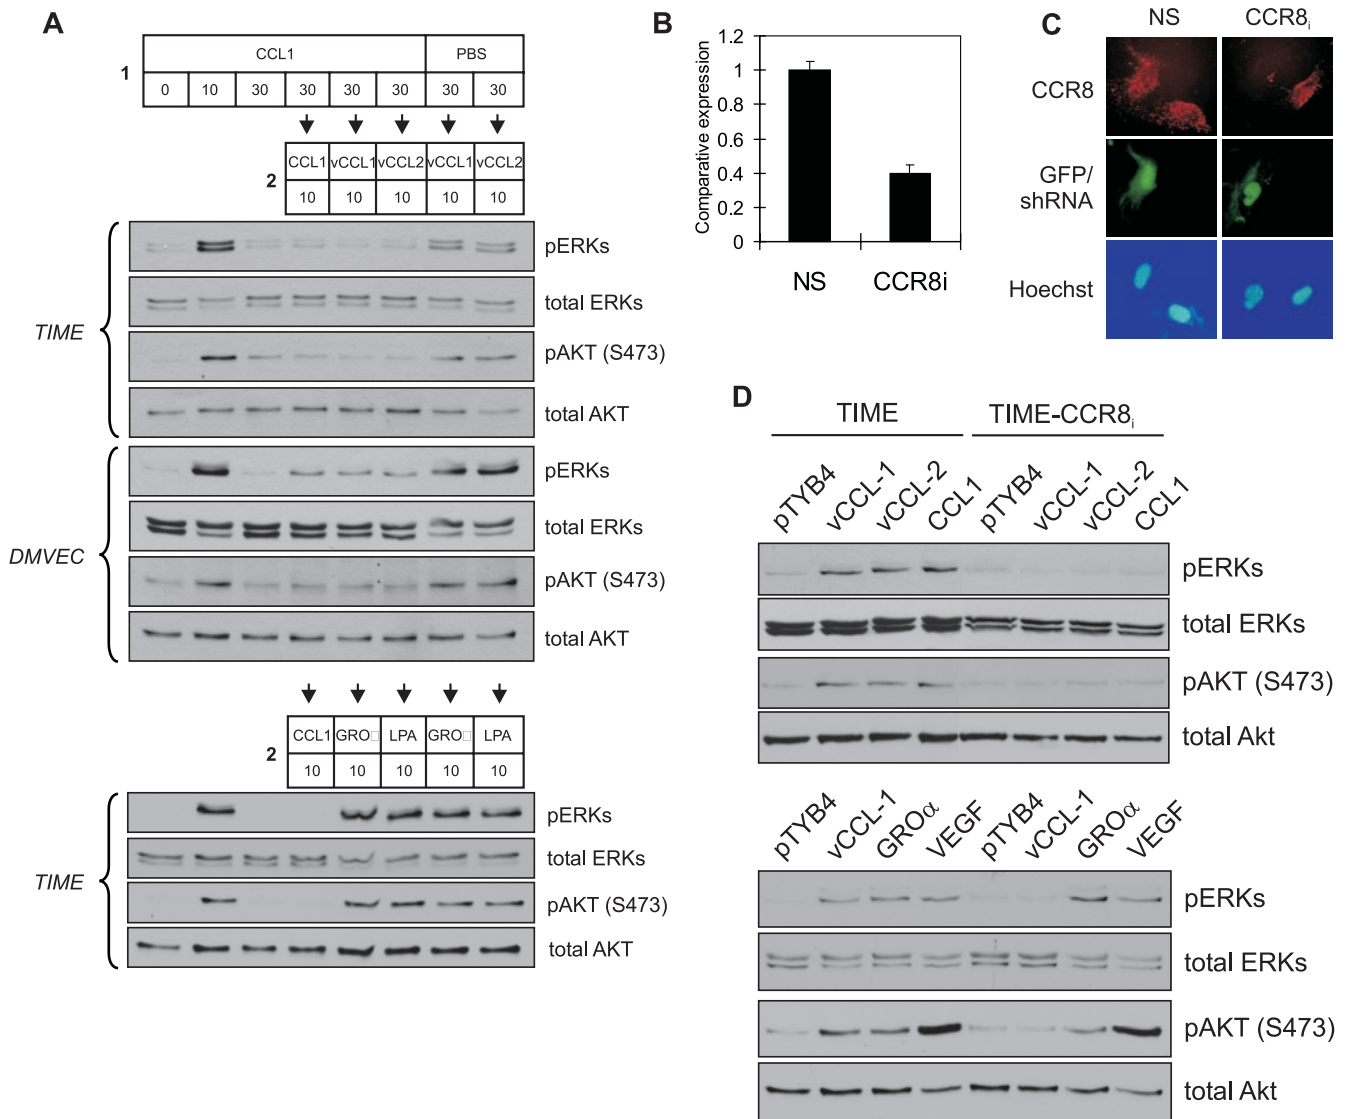 A
CCL1 PBS
1
0 10 30 30 30 30 30 30
CCL1 vCCL1 vCCL2 vCCL1 vCCL2
2
10 10 10 10 10
TIME
pERKs
total ERKs
pAKT (S473)
total AKT
DMVEC
pERKs
total ERKs
pAKT (S473)
total AKT
CCL1 GRO□ LPA GRO□ LPA
2
10 10 10 10 10
TIME
pERKs
total ERKs
pAKT (S473)
total AKT
B
Comparative expression
1.2
1
0.8
0.6
0.4
0.2
0
NS CCR8i
C
NS CCR8i
CCR8
GFP/
shRNA
Hoechst
D
TIME TIME-CCR8i
pTYB4 vCCL-1 vCCL-2 CCL1 pTYB4 vCCL-1 vCCL-2 CCL1
pERKs
total ERKs
pAKT (S473)
total Akt
pTYB4 vCCL-1 GROα VEGF pTYB4 vCCL-1 GROα VEGF
pERKs
total ERKs
pAKT (S473)
total Akt